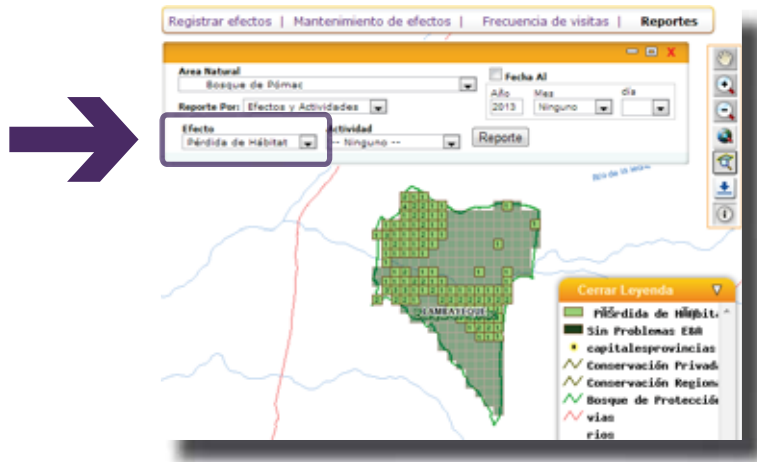 Registrar efectos | Mantenimiento de efectos | Frecuencia de visitas | Reportes
X
Area Natural
Bosque de Pómac
Fecha Al
Año Mes día
2013 Ninguno
Reporte Por: Efectos y Actividades
Efecto
Actividad
Pérdida de Hábitat
-- Ninguno --
Reporte
LAMBAYEQUE
Cerrar Leyenda
Sin Problemas E&A
capitalesprovincias
Conservación Privad
Conservación Region
Bosque de Protecció
vias
rios